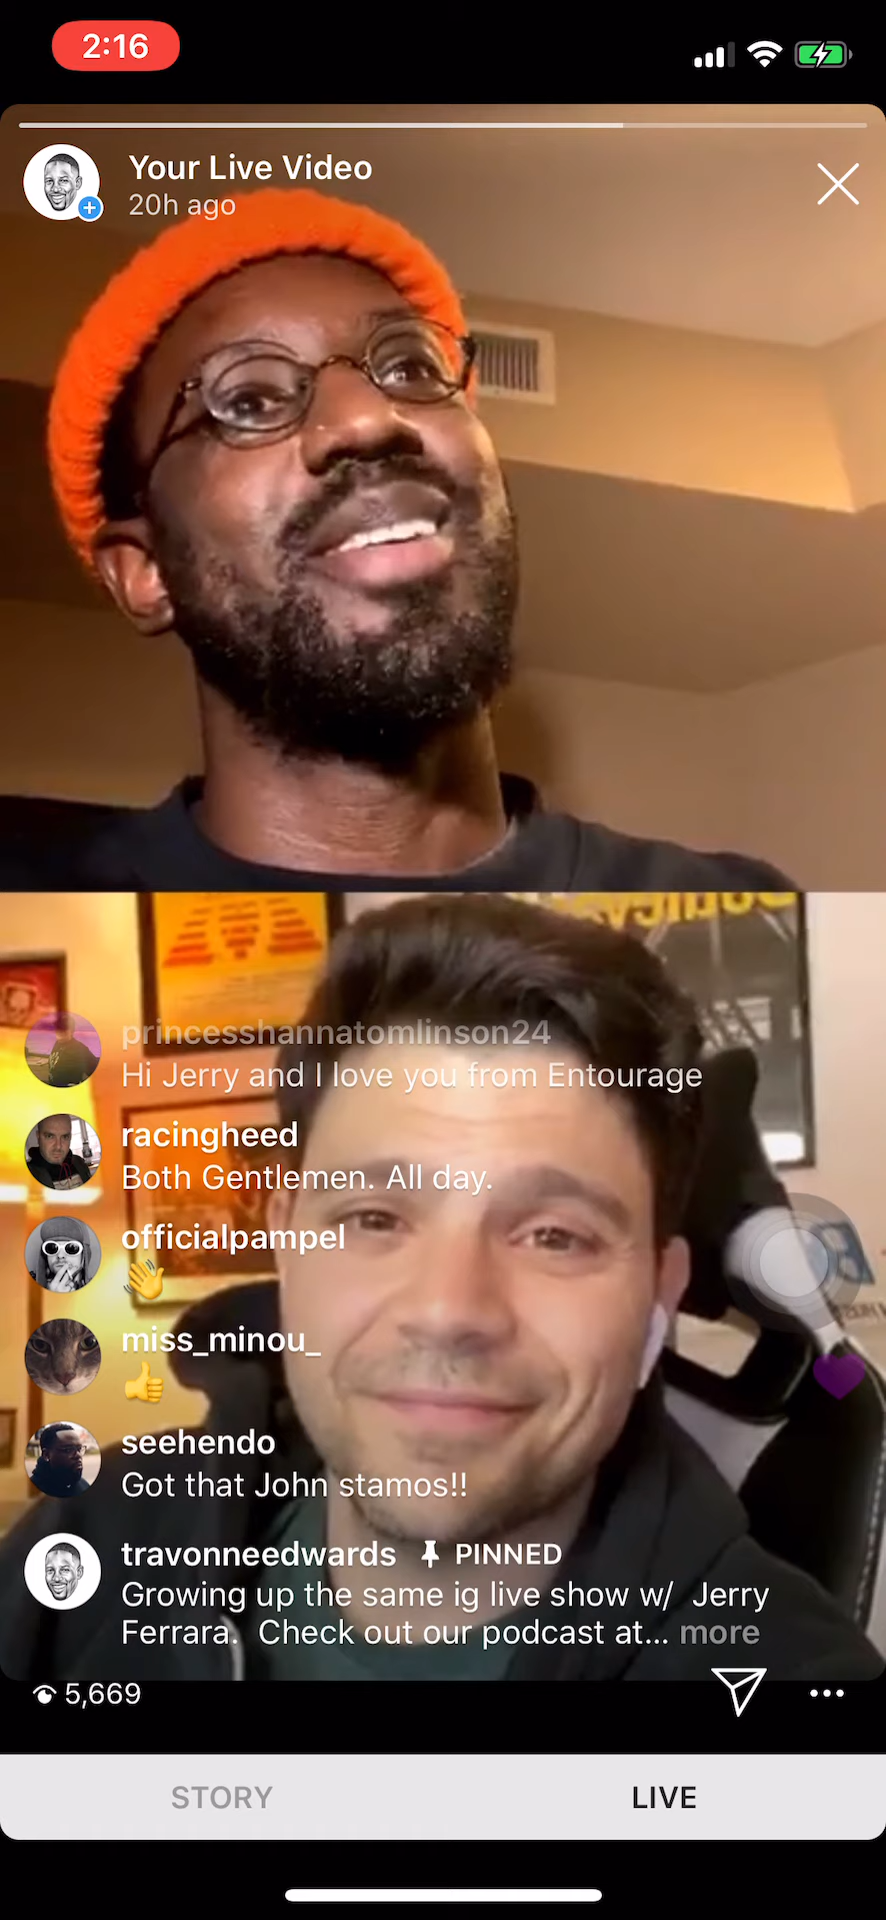 2:16
Your Live Video
20h ago
princesshannatomlinson24
Hi Jerry and I love you from Entourage
racingheed
Both Gentlemen. All day.
officialpampel
👋
miss_minou_
👍
seehendo
Got that John stamos!!
travonneedwards PINNED
Growing up the same ig live show w/ Jerry
Ferrara. Check out our podcast at... more
5,669
STORY LIVE